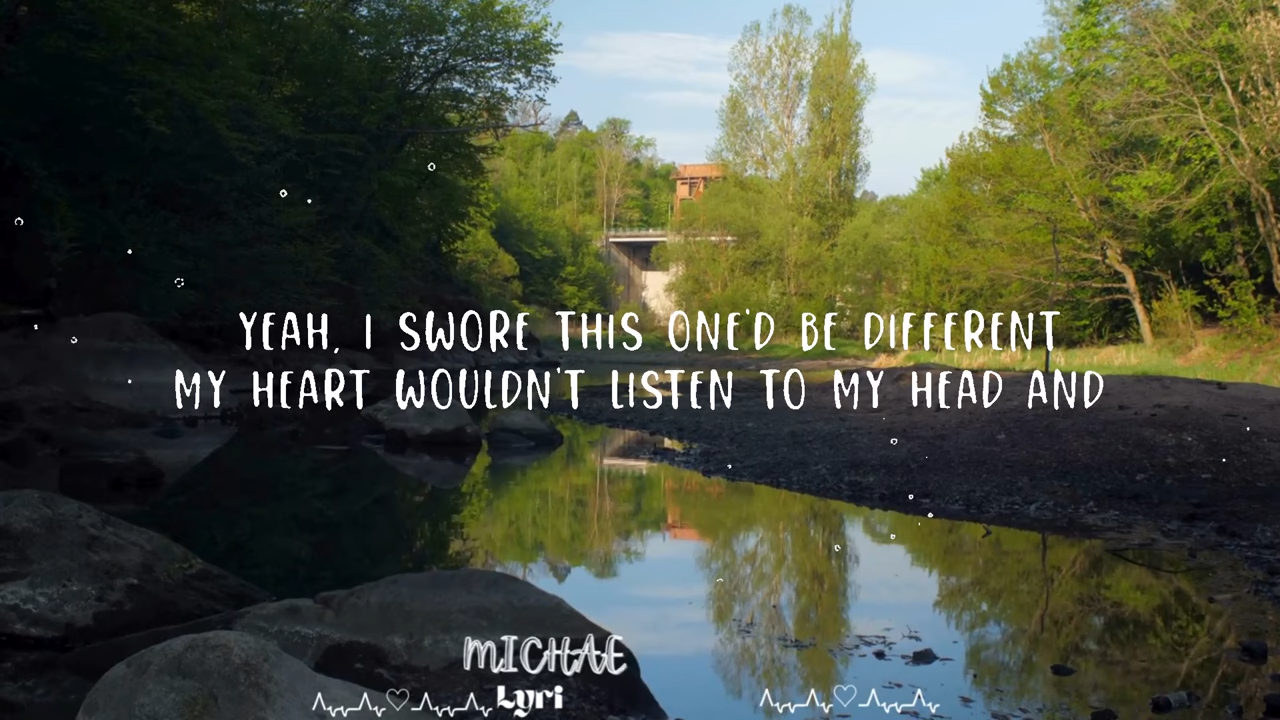 YEAH, I SWORE THIS ONE'D BE DIFFERENT
MY HEART WOULDN'T LISTEN TO MY HEAD AND
MICHAE
Lyri